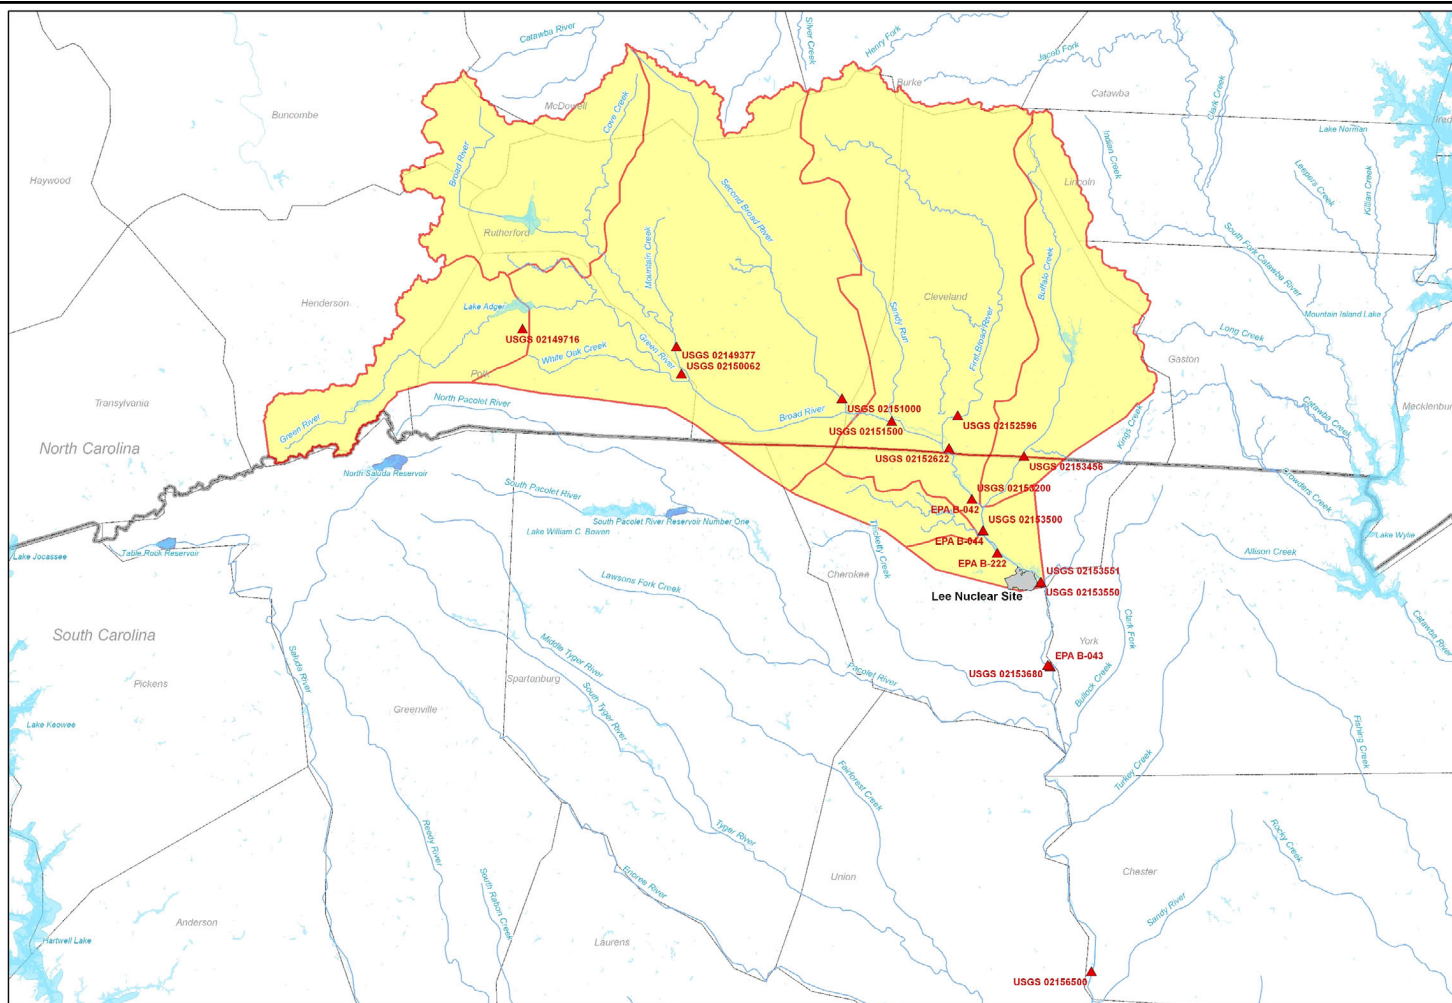 Catawba River
Silver Creek
Henry Fork
Jacob Fork
Burke
Catawba
Clark Creek
Lake Norman
McDowell
Cove Creek
Buncombe
Indian Creek
Leepers Creek
Killian Creek
Haywood
Broad River
Second Broad River
Lincoln
Rutherford
Mountain Creek
South Fork Catawba River
Buffalo Creek
Henderson
Lake Adger
Sandy Run
Cleveland
First Broad River
Mountain Island Lake
Long Creek
USGS 02149716
Green River
White Oak Creek
USGS 02149377
USGS 02150062
Gaston
Polk
Transylvania
North Pacolet River
Broad River
USGS 02151000
USGS 02151500
USGS 02152596
Kings Creek
Catawba Creek
Mecklenburg
Green River
North Carolina
USGS 02152622
USGS 02153456
North Saluda Reservoir
South Pacolet River
Crowders Creek
USGS 02153200
EPA B-042
South Pacolet River Reservoir Number One
Lake William C. Bowen
USGS 02153500
EPA B-044
Thicketty Creek
Lake Jocassee
Table Rock Reservoir
Lake Wylie
Allison Creek
EPA B-222
Lawsons Fork Creek
Cherokee
USGS 02153551
USGS 02153550
Lee Nuclear Site
South Carolina
Middle Tyger River
Clark Fork
York
Catawba River
EPA B-043
USGS 02153680
Saluda River
Pacolet River
Bullock Creek
Pickens
Spartanburg
South Tyger River
Greenville
Lake Keowee
Fishing Creek
Turkey Creek
Fairforest Creek
Reedy River
Tyger River
Rocky Creek
Enoree River
Union
Chester
South Rabon Creek
Sandy River
Anderson
Hartwell Lake
Laurens
USGS 02156500